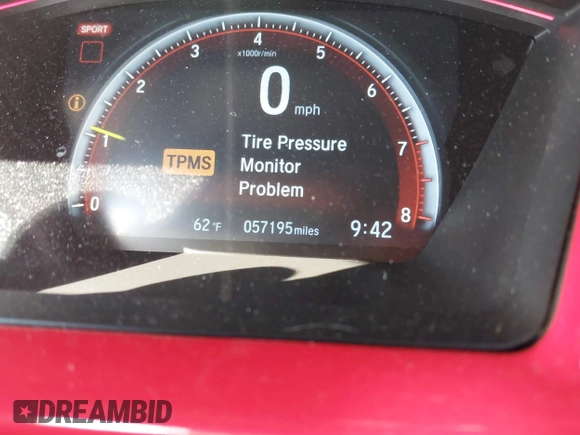 SPORT
4
3
5
x1000r/min
2
6
0 mph
1
7
Tire Pressure
TPMS
Monitor
Problem
0
8
62°F
057195miles
9:42
DREAMBID